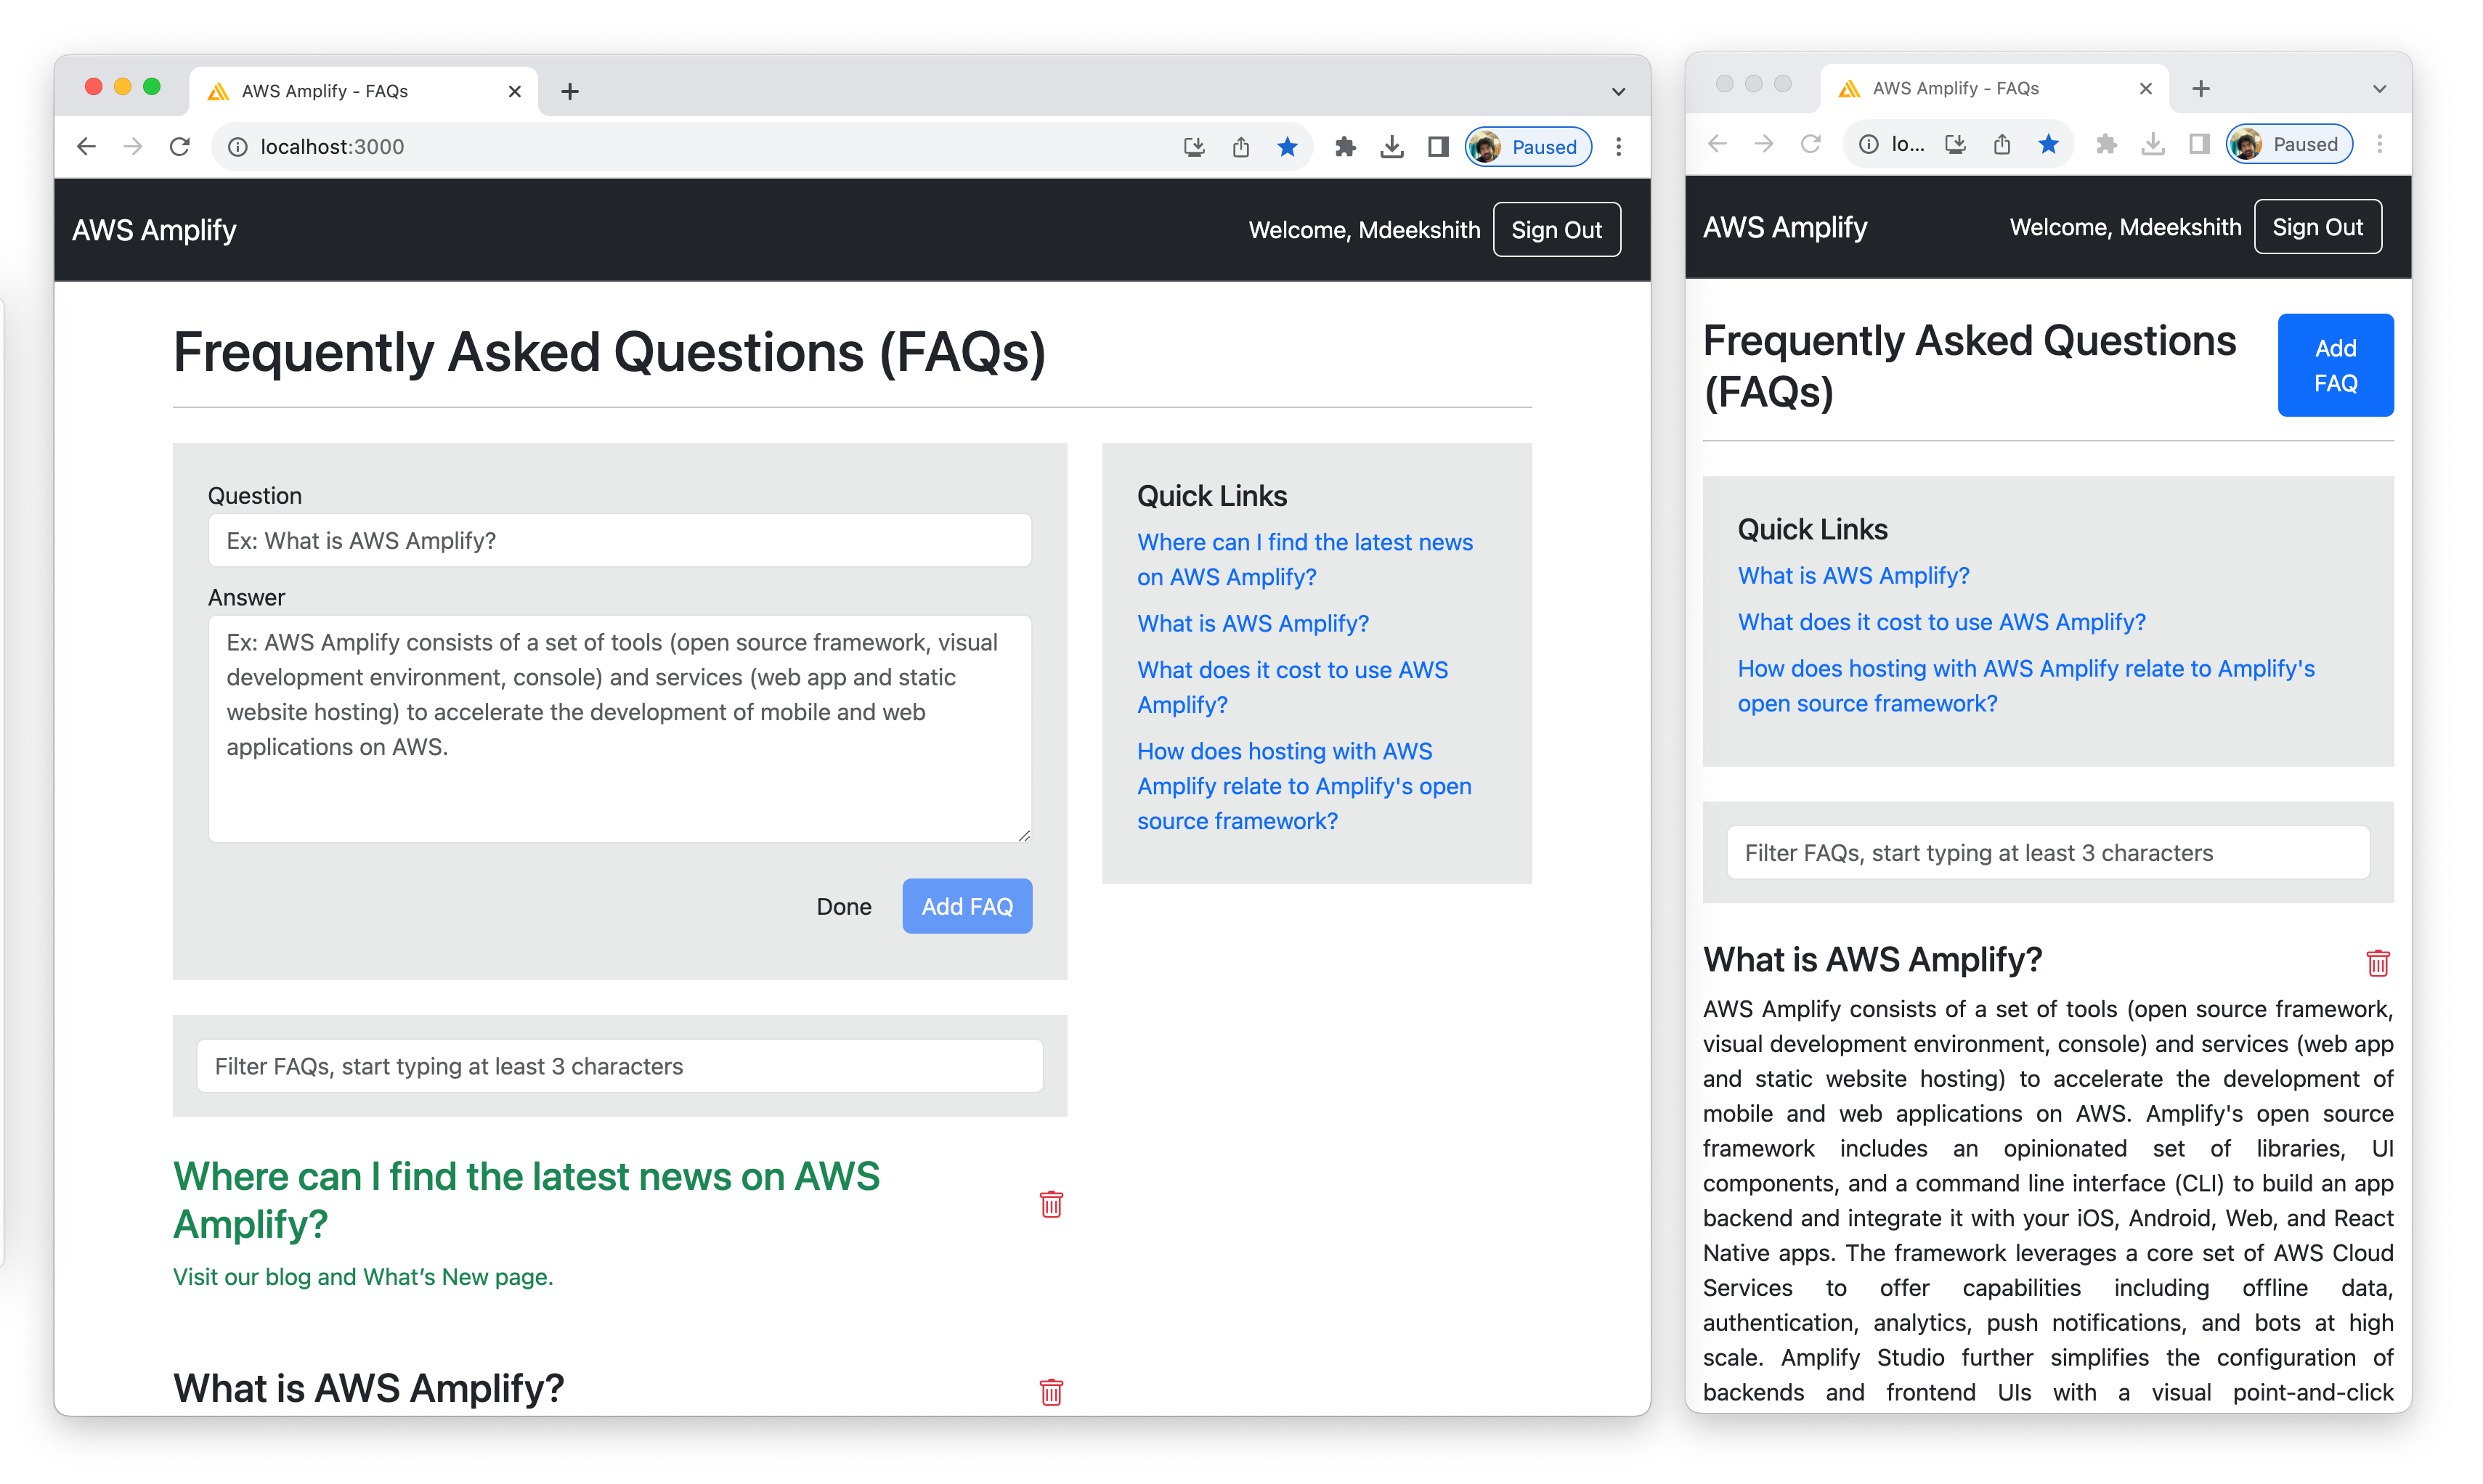 AWS Amplify - FAQs
localhost:3000
Paused
AWS Amplify
Welcome, Mdeekshith
Sign Out
Frequently Asked Questions (FAQs)
Question
Ex: What is AWS Amplify?
Answer
Ex: AWS Amplify consists of a set of tools (open source framework, visual
development environment, console) and services (web app and static
website hosting) to accelerate the development of mobile and web
applications on AWS.
Done
Add FAQ
Quick Links
Where can I find the latest news
on AWS Amplify?
What is AWS Amplify?
What does it cost to use AWS
Amplify?
How does hosting with AWS
Amplify relate to Amplify's open
source framework?
Filter FAQs, start typing at least 3 characters
Where can I find the latest news on AWS
Amplify?
Visit our blog and What’s New page.
What is AWS Amplify?
AWS Amplify - FAQs
lo...
Paused
AWS Amplify
Welcome, Mdeekshith
Sign Out
Frequently Asked Questions
(FAQs)
Add
FAQ
Quick Links
What is AWS Amplify?
What does it cost to use AWS Amplify?
How does hosting with AWS Amplify relate to Amplify's
open source framework?
Filter FAQs, start typing at least 3 characters
What is AWS Amplify?
AWS Amplify consists of a set of tools (open source framework,
visual development environment, console) and services (web app
and static website hosting) to accelerate the development of
mobile and web applications on AWS. Amplify's open source
framework includes an opinionated set of libraries, UI
components, and a command line interface (CLI) to build an app
backend and integrate it with your iOS, Android, Web, and React
Native apps. The framework leverages a core set of AWS Cloud
Services to offer capabilities including offline data,
authentication, analytics, push notifications, and bots at high
scale. Amplify Studio further simplifies the configuration of
backends and frontend UIs with a visual point-and-click